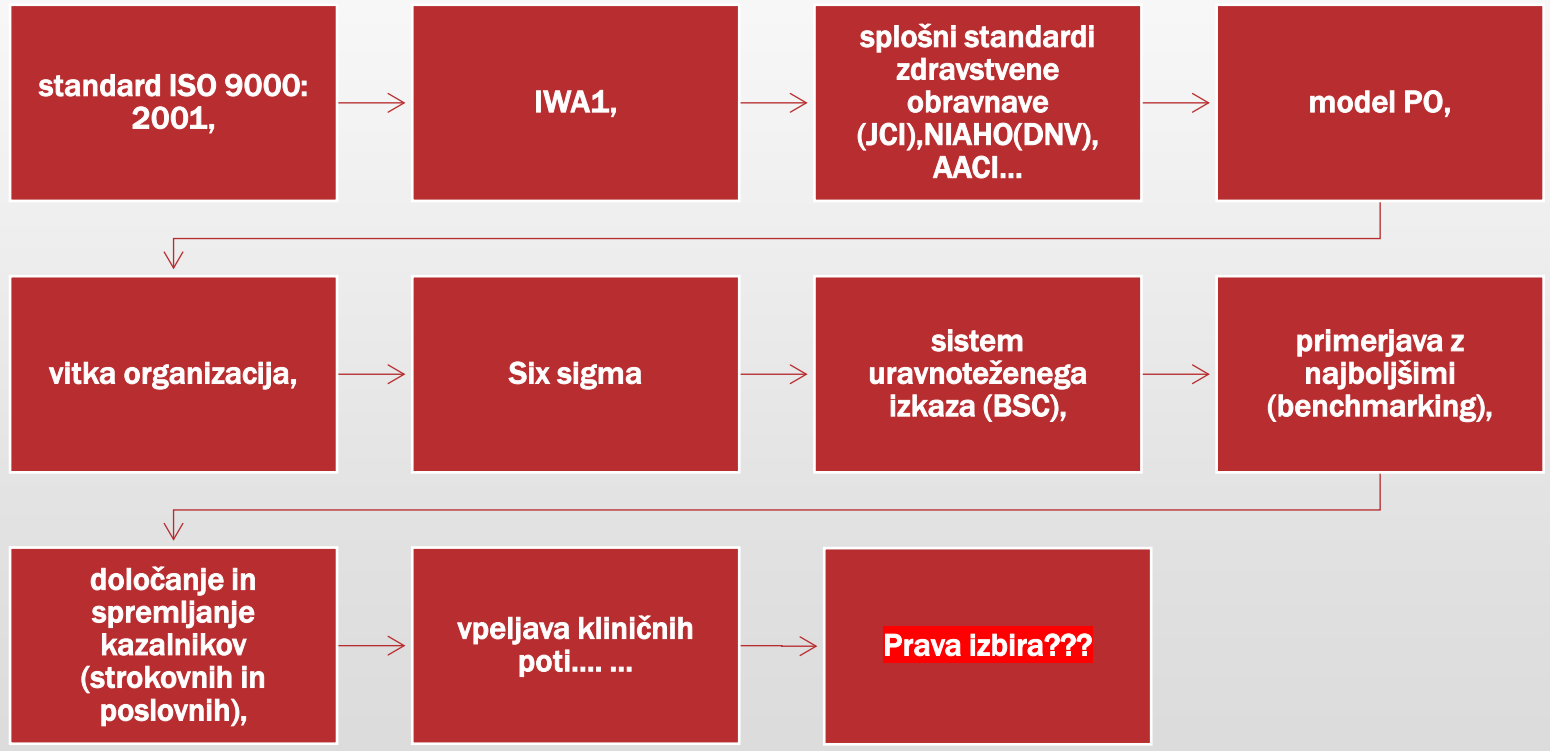 standard ISO 9000:
2001,
IWA1,
splošni standardi
zdravstvene
obravnave
(JCI),NIAHO(DNV),
AACI...
model PO,
vitka organizacija,
Six sigma
sistem
uravnoteženega
izkaza (BSC),
primerjava z
najboljšimi
(benchmarking),
določanje in
spremljanje
kazalnikov
(strokovnih in
poslovnih),
vpeljava kliničnih
poti.... ...
Prava izbira???